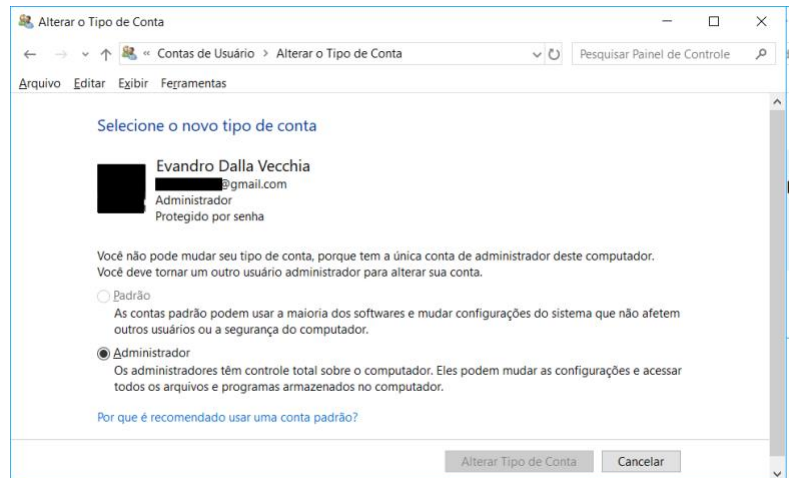 Alterar o Tipo de Conta
« Contas de Usuário > Alterar o Tipo de Conta
Pesquisar Painel de Controle
Arquivo Editar Exibir Ferramentas
Selecione o novo tipo de conta
Evandro Dalla Vecchia
@gmail.com
Administrador
Protegido por senha
Você não pode mudar seu tipo de conta, porque tem a única conta de administrador deste computador.
Você deve tornar um outro usuário administrador para alterar sua conta.
Padrão
As contas padrão podem usar a maioria dos softwares e mudar configurações do sistema que não afetem
outros usuários ou a segurança do computador.
Administrador
Os administradores têm controle total sobre o computador. Eles podem mudar as configurações e acessar
todos os arquivos e programas armazenados no computador.
Por que é recomendado usar uma conta padrão?
Alterar Tipo de Conta Cancelar